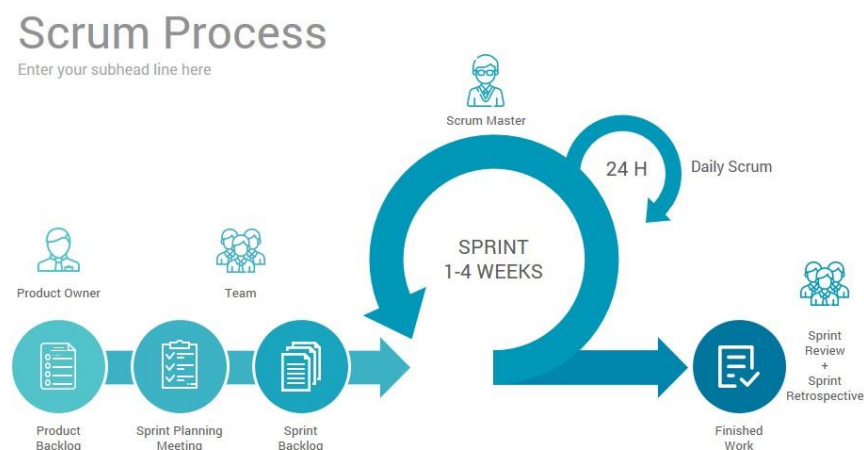 Scrum Process
Enter your subhead line here
Scrum Master
24 H
Daily Scrum
SPRINT
1-4 WEEKS
Product Owner
Team
Product
Backlog
Sprint Planning
Meeting
Sprint
Backlog
Finished
Work
Sprint
Review
+
Sprint
Retrospective